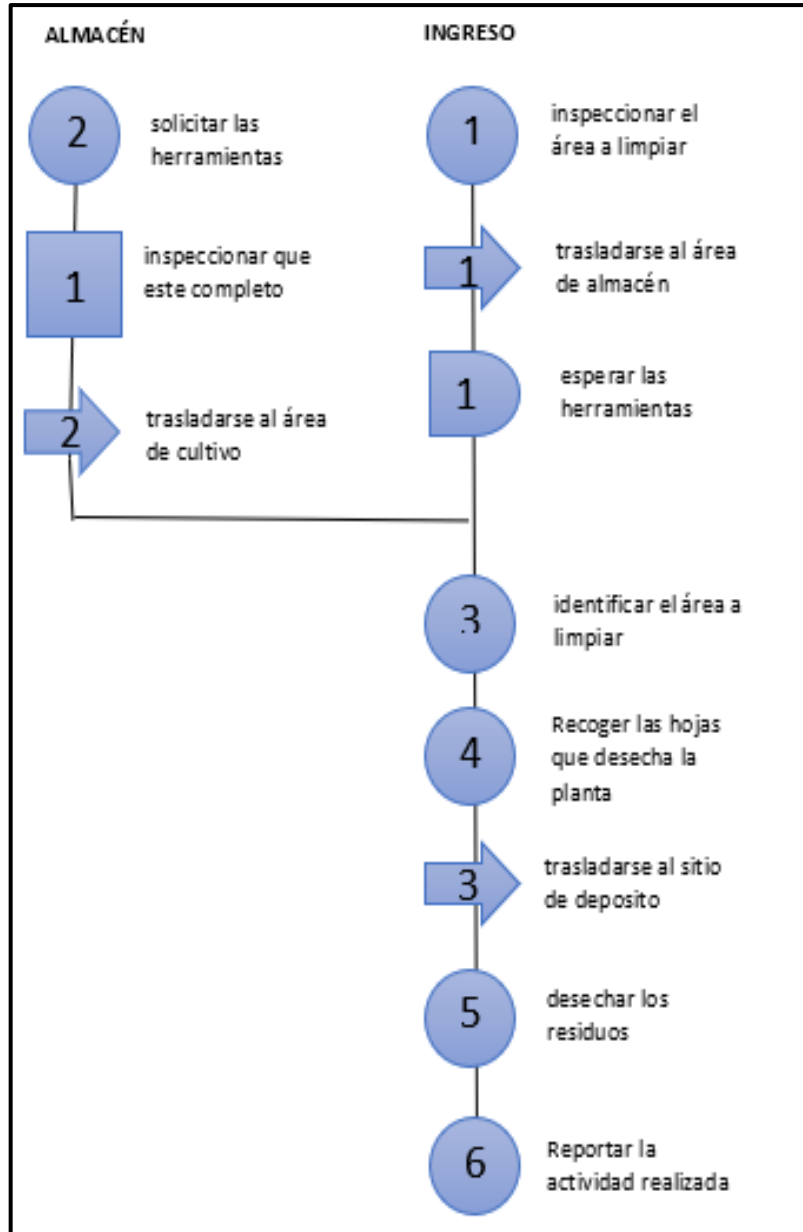 ALMACÉN
2
solicitar las
herramientas
1
inspeccionar que
este completo
2
trasladarse al área
de cultivo
INGRESO
1
inspeccionar el
área a limpiar
1
trasladarse al área
de almacén
1
esperar las
herramientas
3
identificar el área a
limpiar
4
Recoger las hojas
que desecha la
planta
3
trasladarse al sitio
de deposito
5
desechar los
residuos
6
Reportar la
actividad realizada